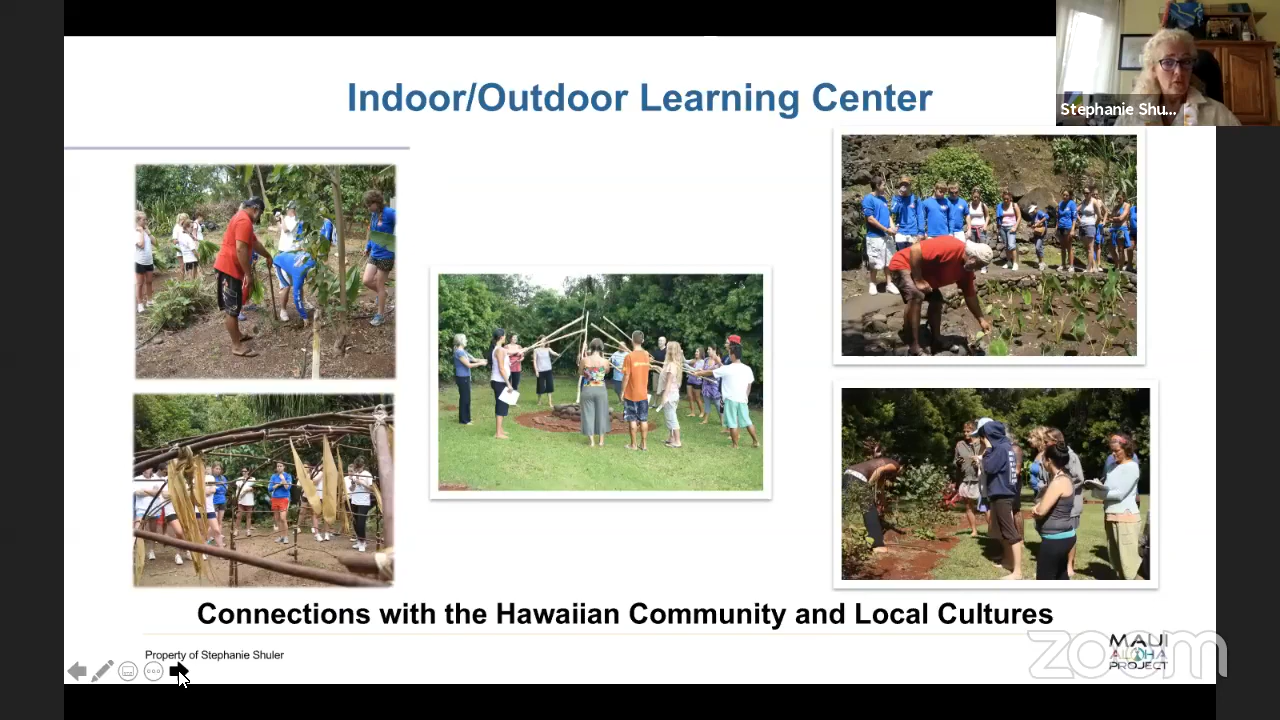 Indoor/Outdoor Learning Center
Stephanie Shu...
Connections with the Hawaiian Community and Local Cultures
Property of Stephanie Shuler
MAUI
ALOHA
PROJECT
zoom